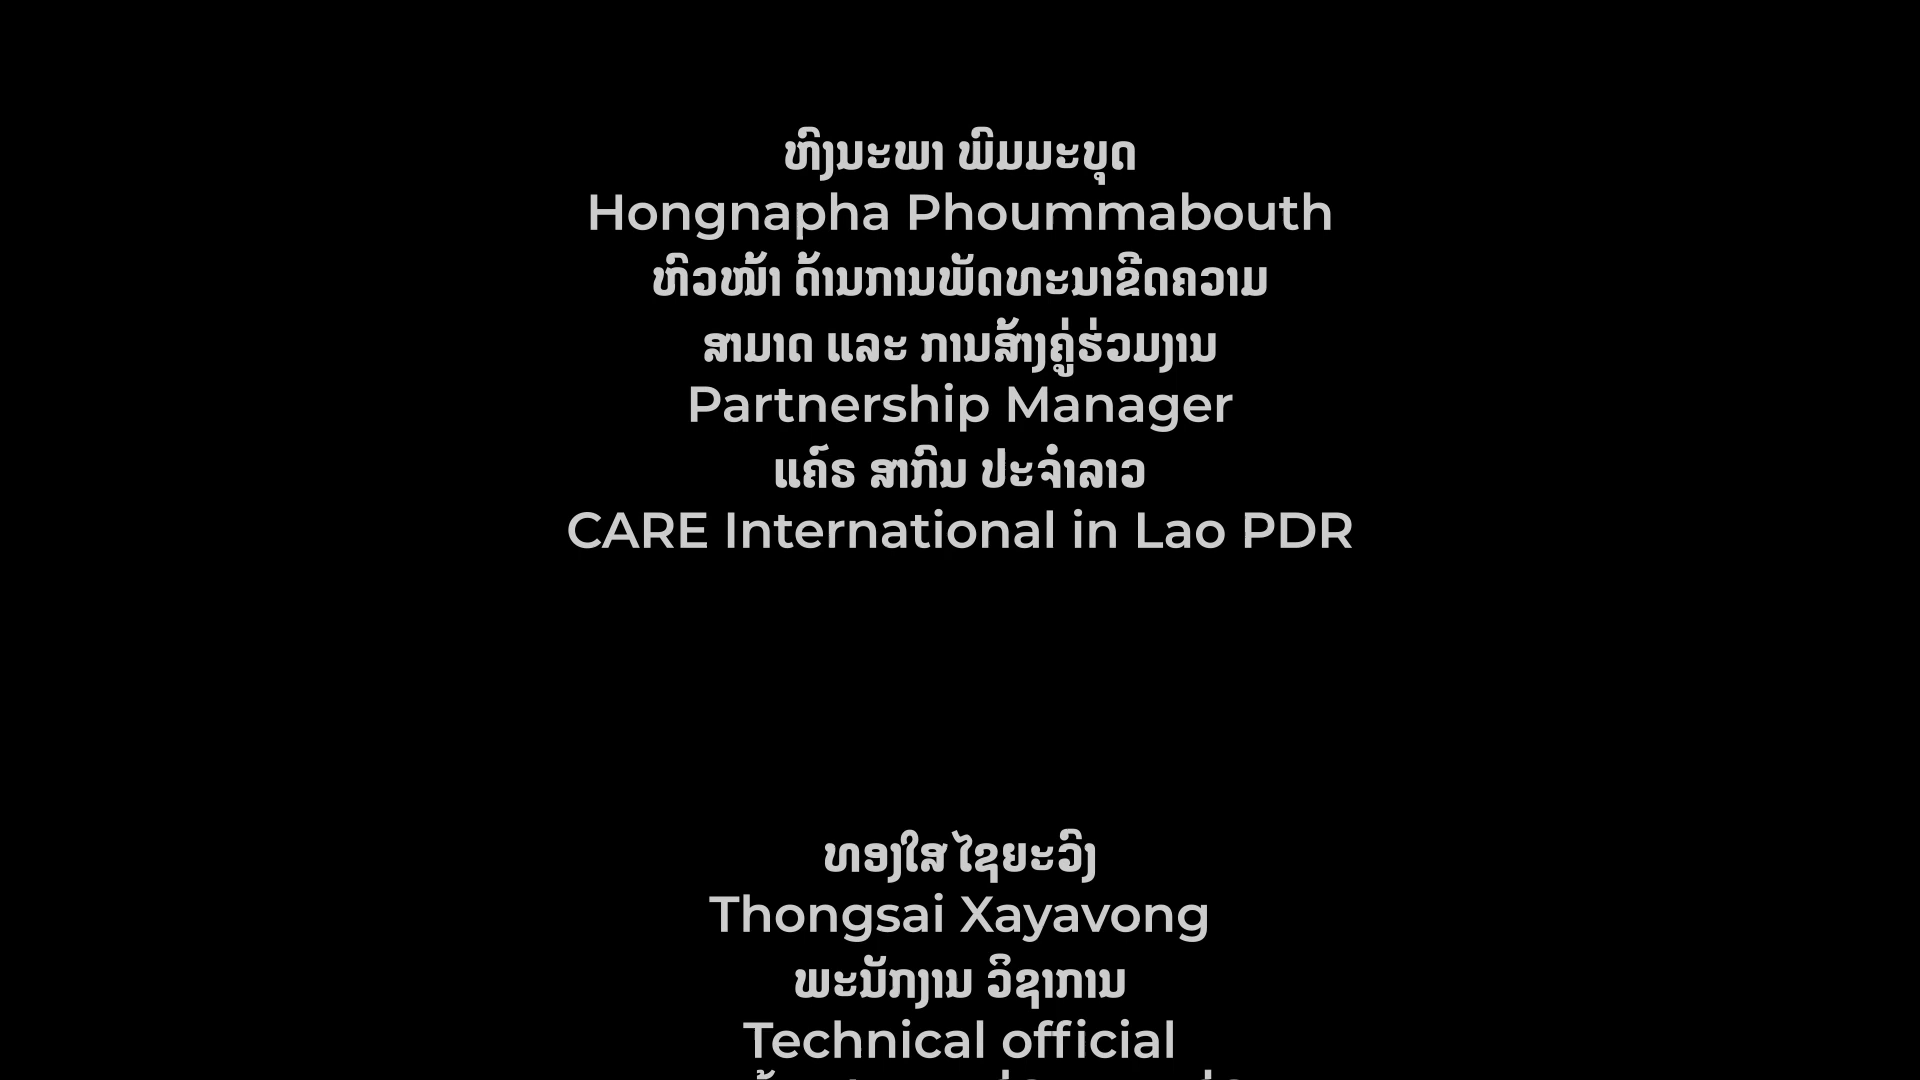 ຫົງນະພາ ພົມມະບຸດ
Hongnapha Phoummabouth
ຫົວໜ້າ ດ້ານການພັດທະນາຂີດຄວາມ
ສາມາດ ແລະ ການສ້າງຄູ່ຮ່ວມງານ
Partnership Manager
ແຄ໌ຣ ສາກົນ ປະຈຳລາວ
CARE International in Lao PDR
ທອງໃສ ໄຊຍະວົງ
Thongsai Xayavong
ພະນັກງານ ວິຊາການ
Technical official